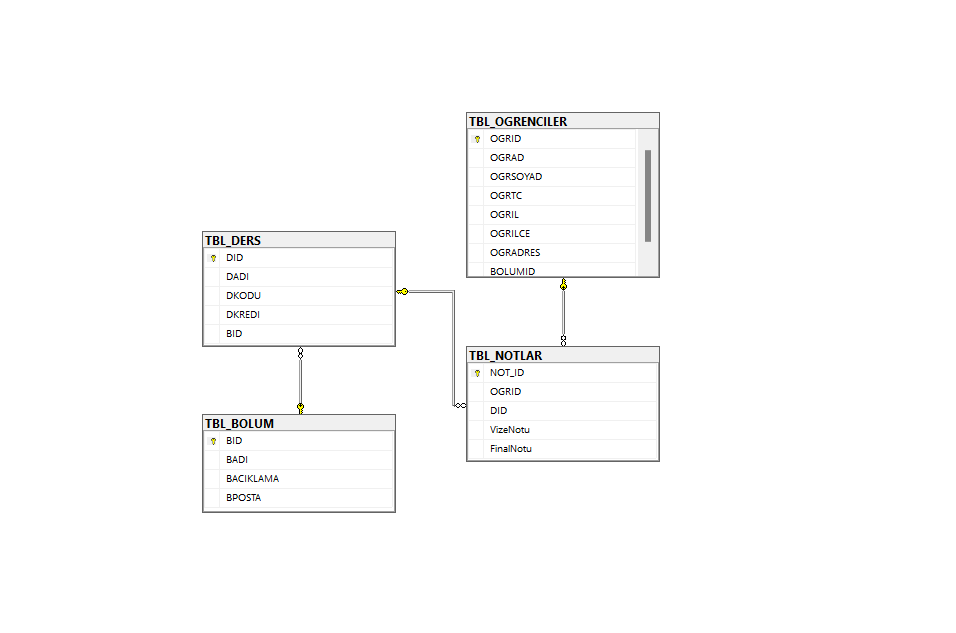 TBL_OGRENCILER
OGRID
OGRAD
OGRSOYAD
OGRTC
OGRIL
OGRILCE
OGRADRES
BOLUMID
TBL_DERS
DID
DADI
DKODU
DKREDI
BID
TBL_NOTLAR
NOT_ID
OGRID
DID
VizeNotu
FinalNotu
TBL_BOLUM
BID
BADI
BACIKLAMA
BPOSTA